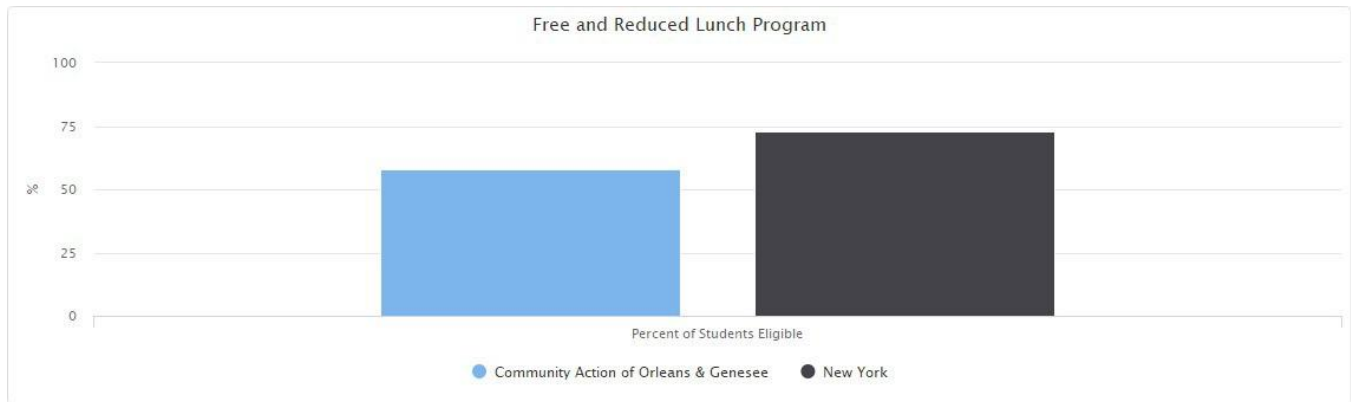 Free and Reduced Lunch Program
100
75
50
25
0
%
Percent of Students Eligible
Community Action of Orleans & Genesee
New York